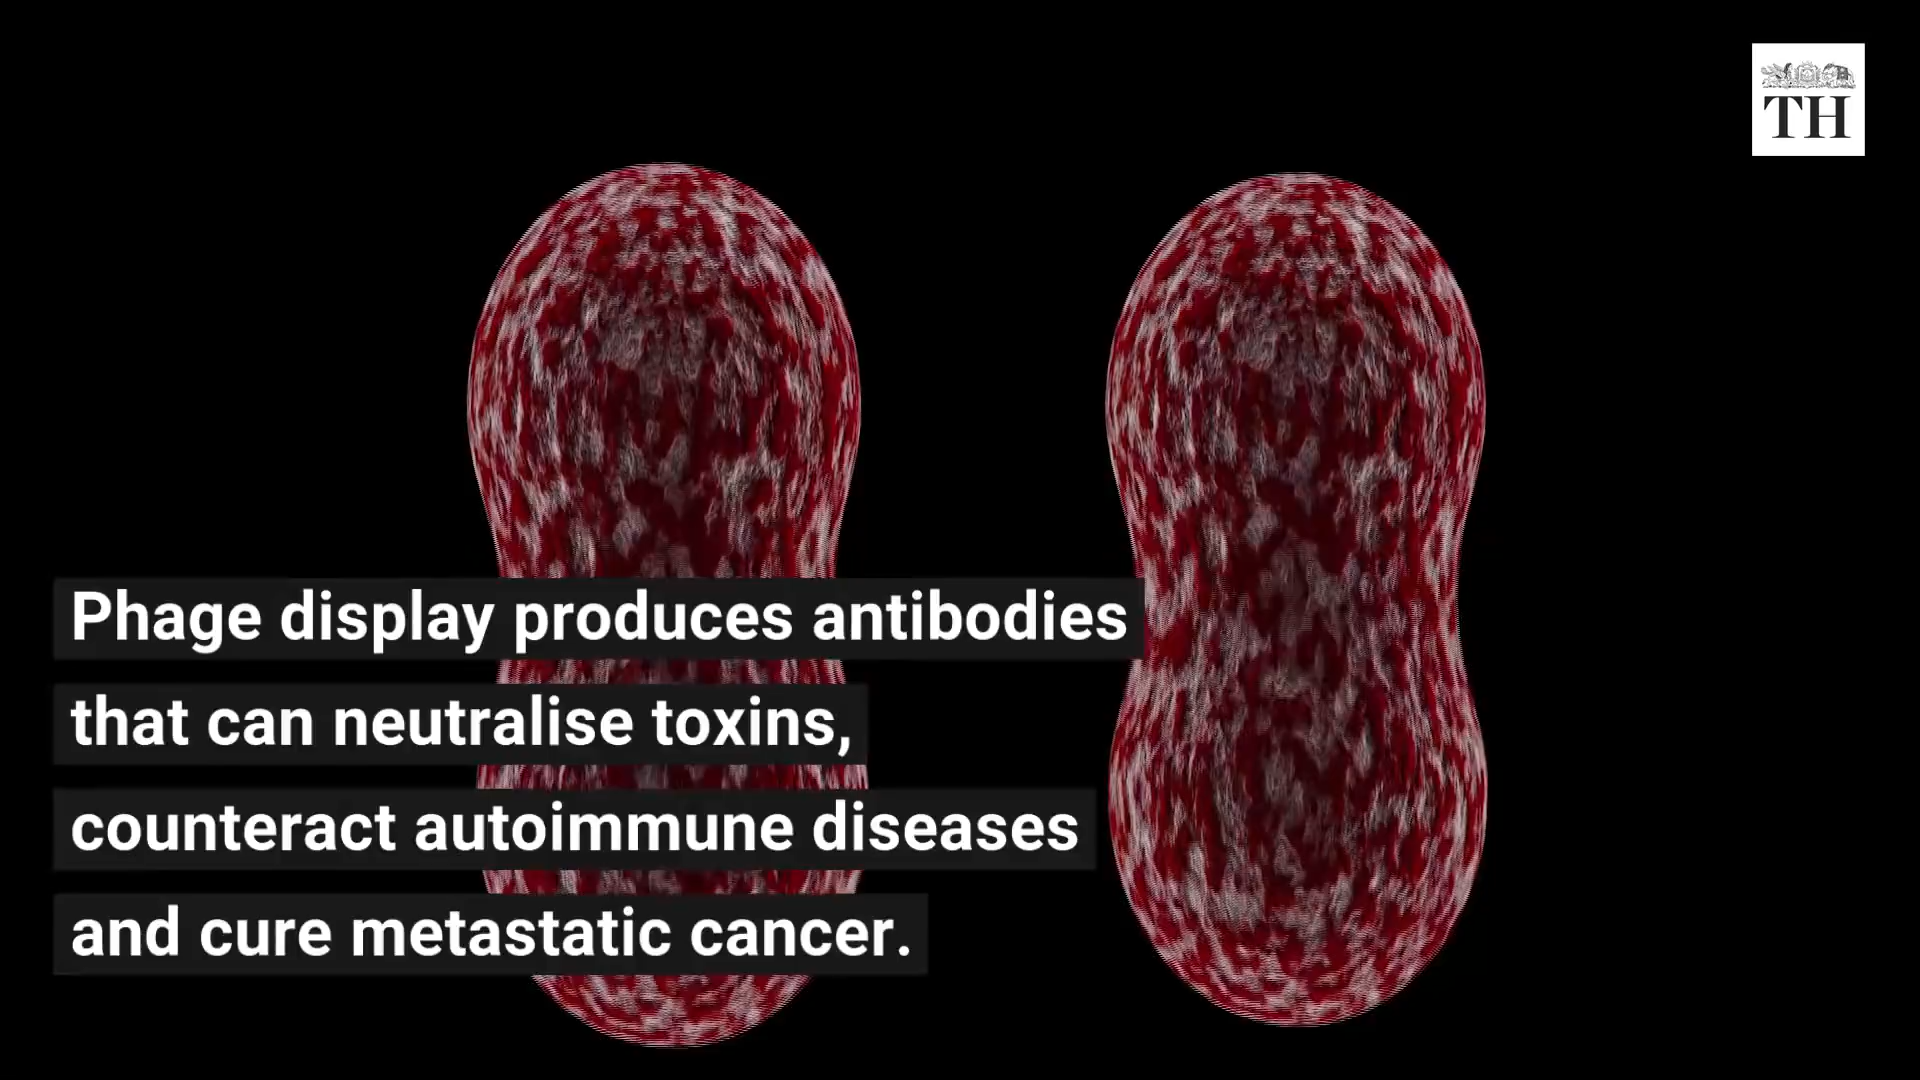 TH
Phage display produces antibodies
that can neutralise toxins,
counteract autoimmune diseases
and cure metastatic cancer.